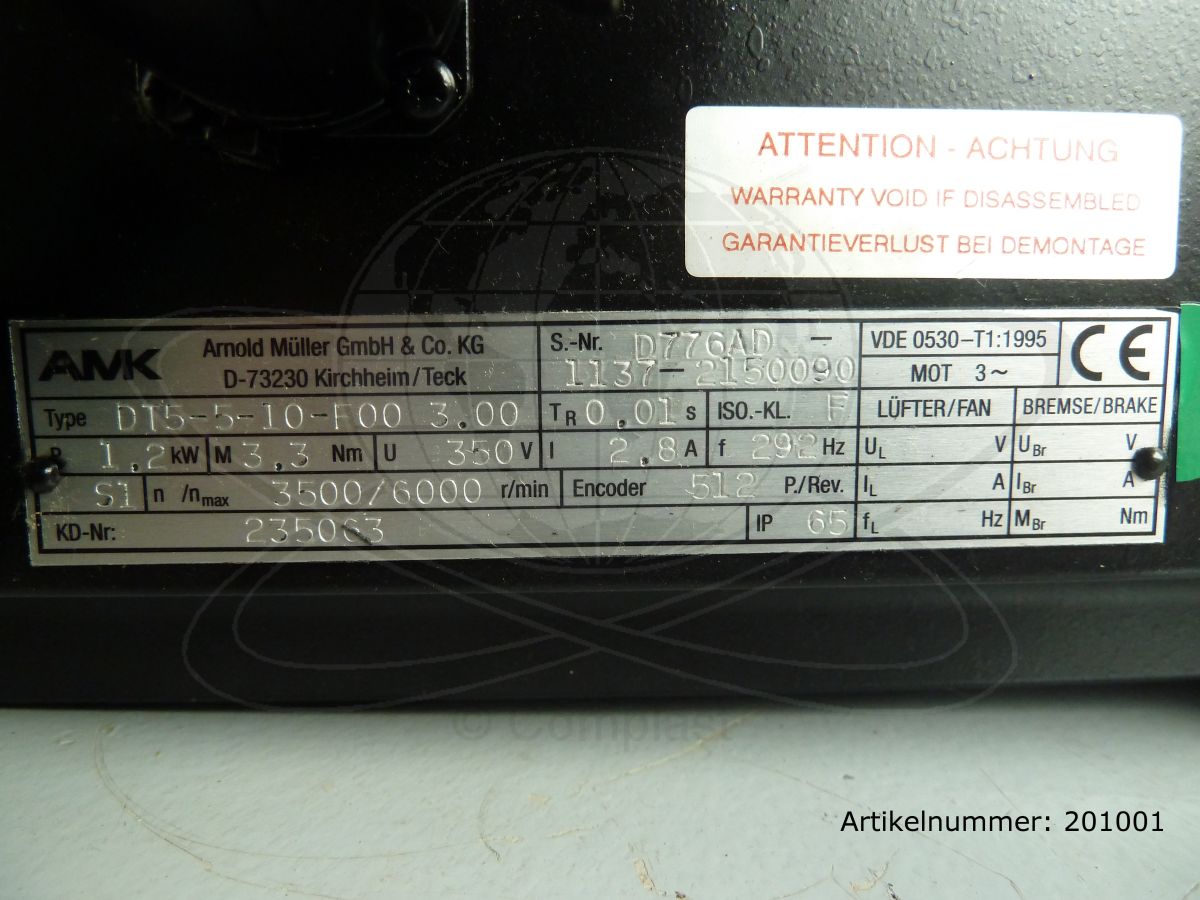 ATTENTION - ACHTUNG
WARRANTY VOID IF DISASSEMBLED
GARANTIEVERLUST BEI DEMONTAGE
AMK Arnold Müller GmbH & Co. KG
D-73230 Kirchheim/Teck
S.-Nr. D776AD -
1137-2150090
VDE 0530-T1:1995
MOT 3~
CE
Type DT5-5-10-F00 3.00 TR 0,01 s ISO.-KL. F LÜFTER/FAN BREMSE/BRAKE
P 1,2 kW M 3,3 Nm U 350 V I 2,8 A f 292 Hz UL V UBr V
S1 n /nmax 3500/6000 r/min Encoder 512 P./Rev. IL A IBr A
KD-Nr: 235063 IP 65 fL Hz MBr Nm
© Complast
Artikelnummer: 201001